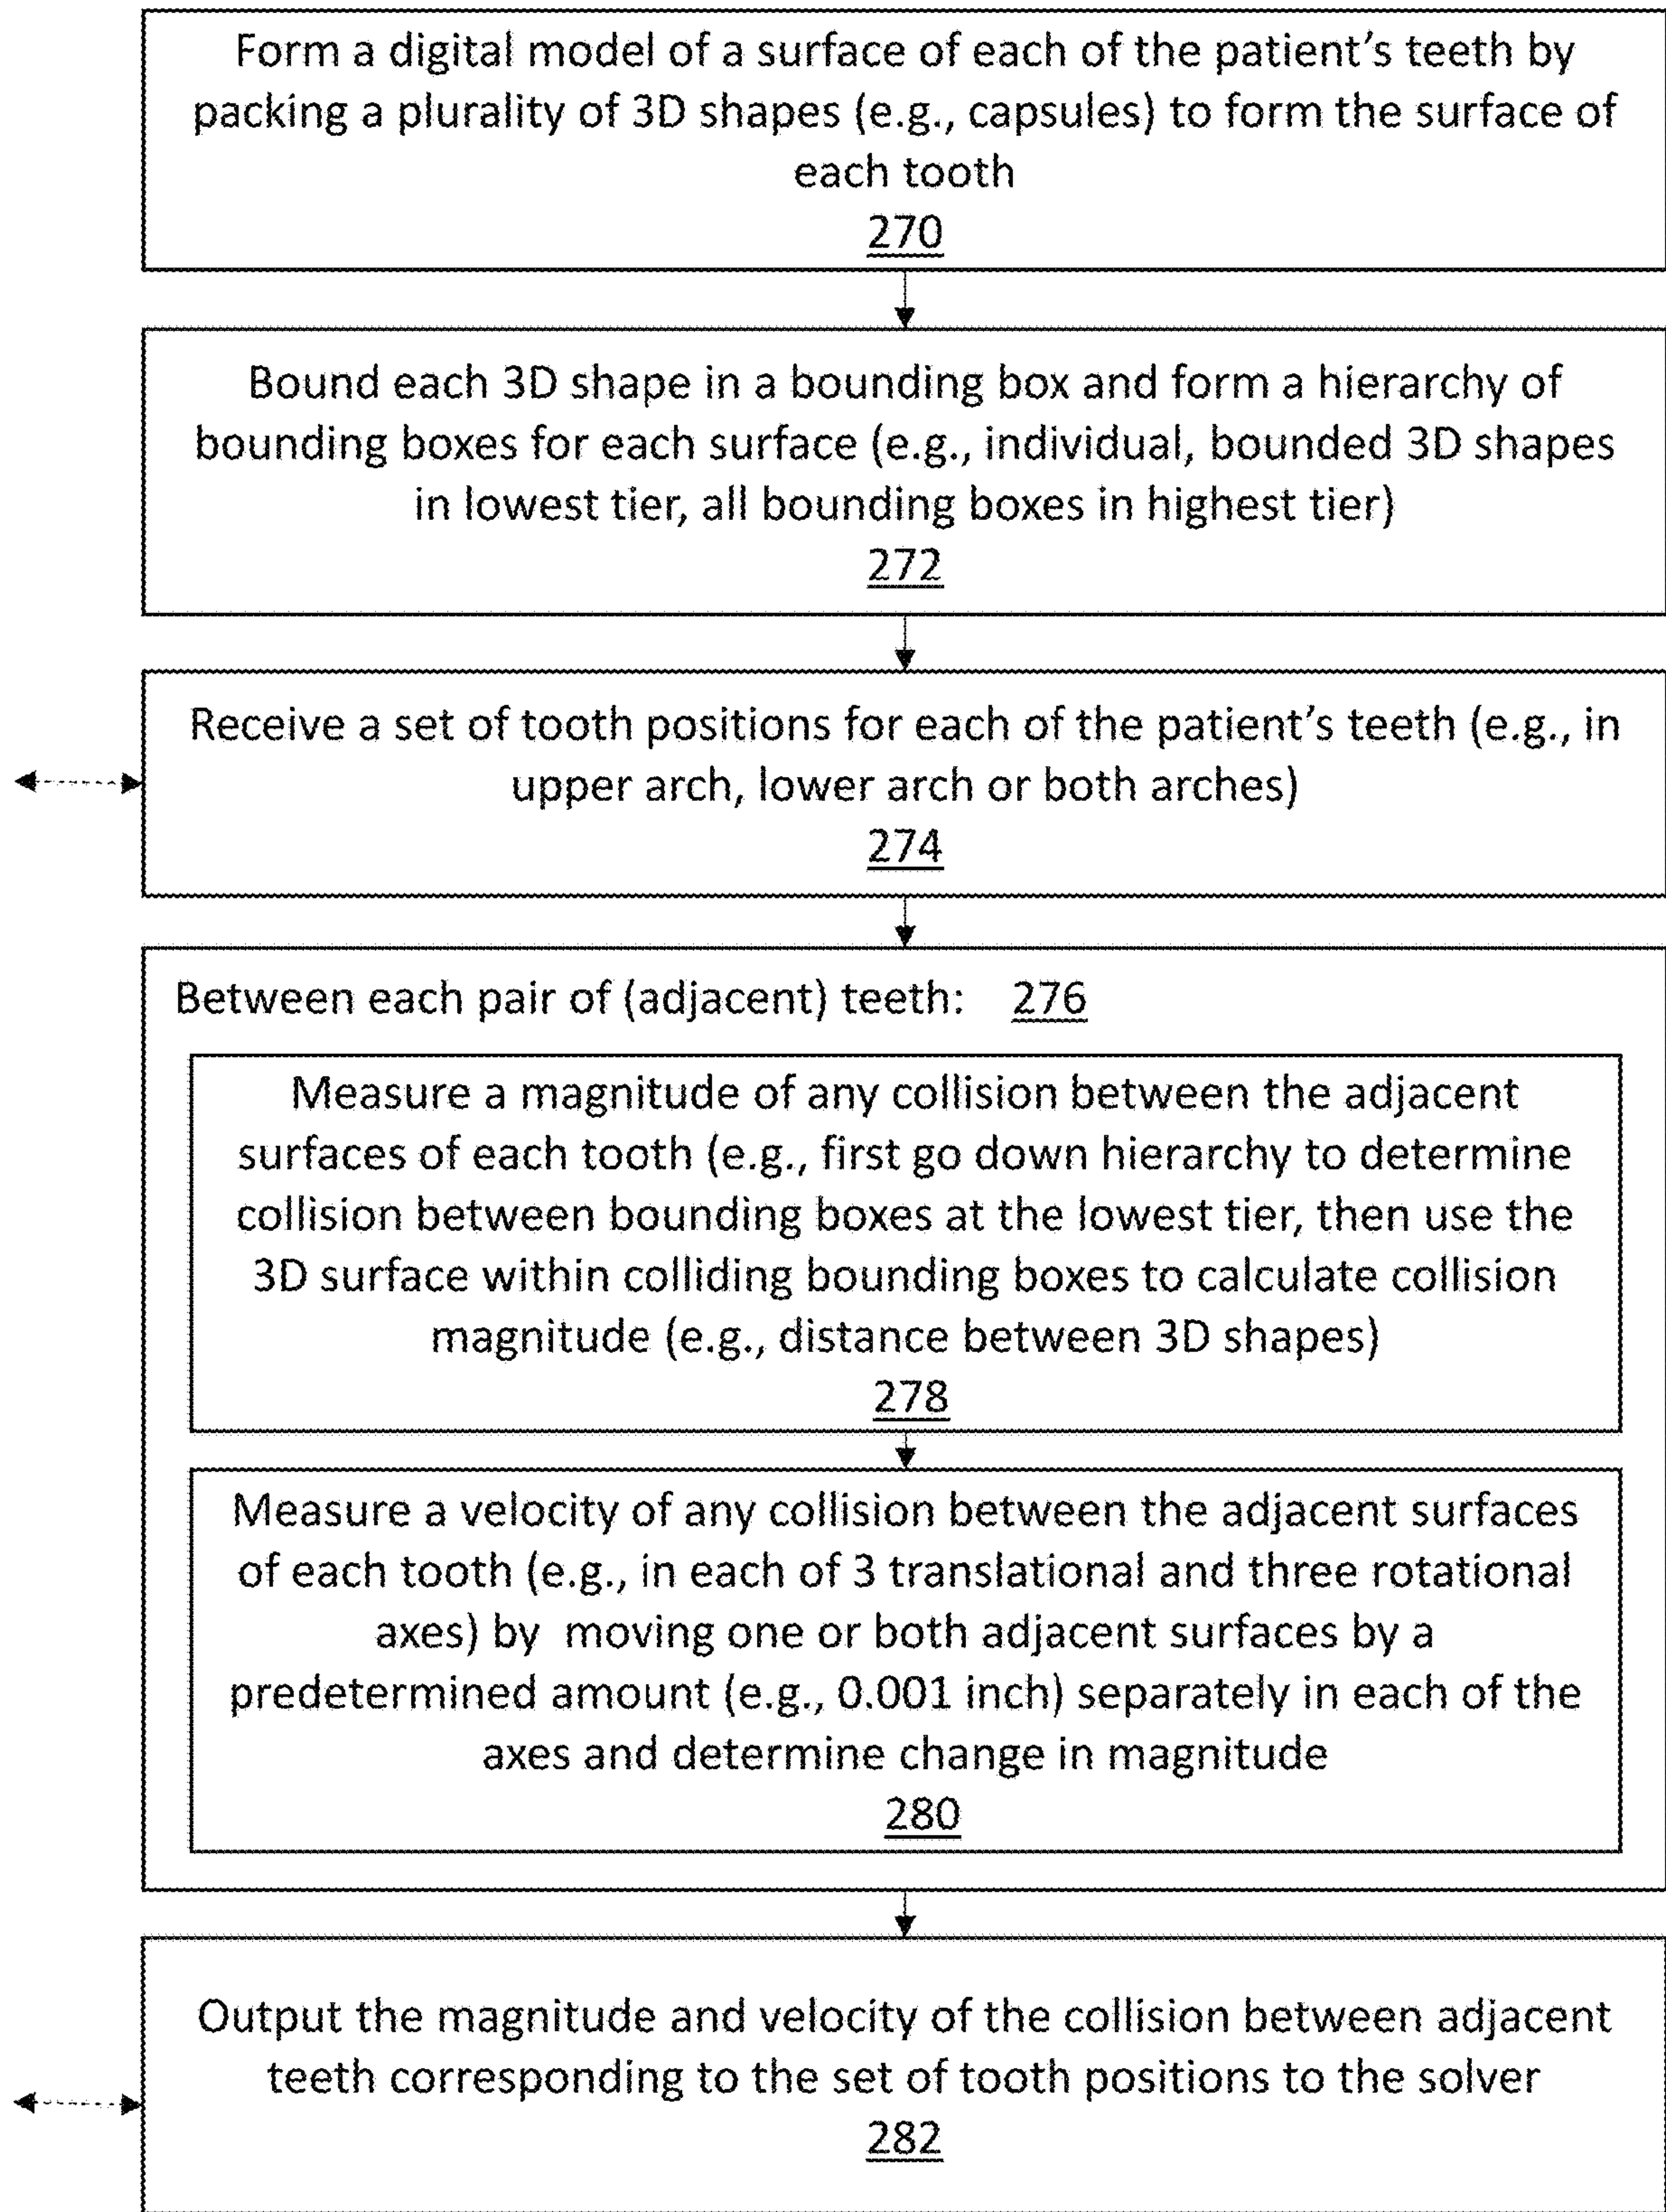 Form a digital model of a surface of each of the patient's teeth by
packing a plurality of 3D shapes (e.g., capsules) to form the surface of
each tooth
270
Bound each 3D shape in a bounding box and form a hierarchy of
bounding boxes for each surface (e.g., individual, bounded 3D shapes
in lowest tier, all bounding boxes in highest tier)
272
Receive a set of tooth positions for each of the patient's teeth (e.g., in
upper arch, lower arch or both arches)
274
Between each pair of (adjacent) teeth: 276
Measure a magnitude of any collision between the adjacent
surfaces of each tooth (e.g., first go down hierarchy to determine
collision between bounding boxes at the lowest tier, then use the
3D surface within colliding bounding boxes to calculate collision
magnitude (e.g., distance between 3D shapes)
278
Measure a velocity of any collision between the adjacent surfaces
of each tooth (e.g., in each of 3 translational and three rotational
axes) by moving one or both adjacent surfaces by a
predetermined amount (e.g., 0.001 inch) separately in each of the
axes and determine change in magnitude
280
Output the magnitude and velocity of the collision between adjacent
teeth corresponding to the set of tooth positions to the solver
282